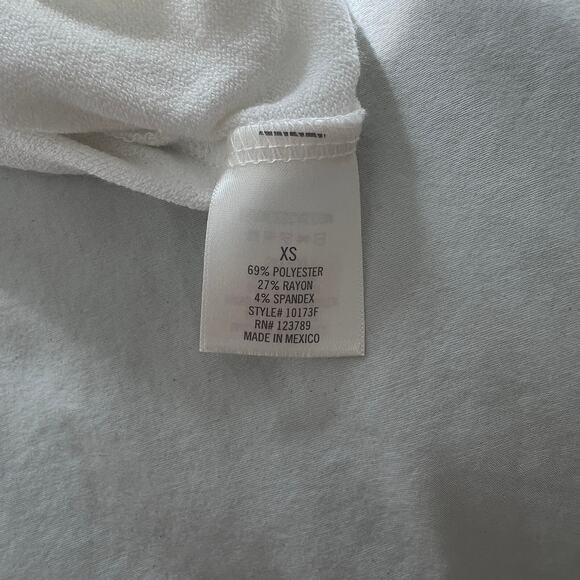 XS
69% POLYESTER
27% RAYON
4% SPANDEX
STYLE# 10173F
RN# 123789
MADE IN MEXICO